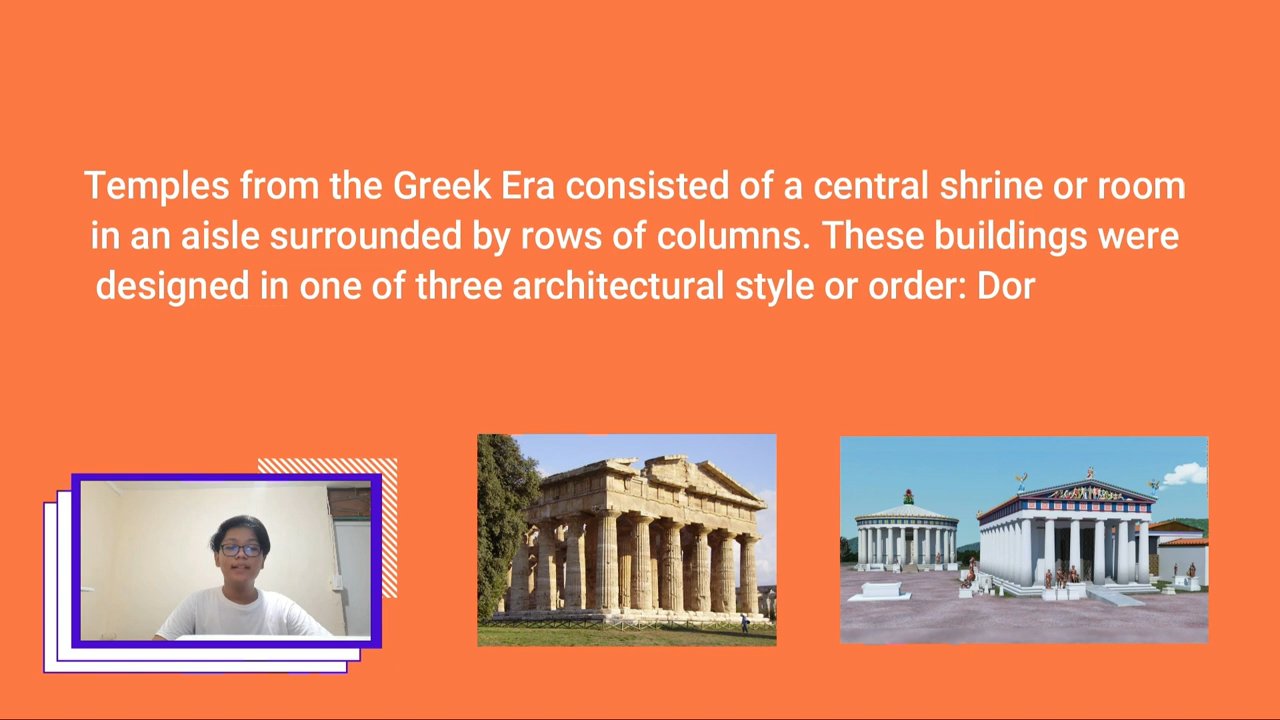 Temples from the Greek Era consisted of a central shrine or room
in an aisle surrounded by rows of columns. These buildings were
designed in one of three architectural style or order: Dor